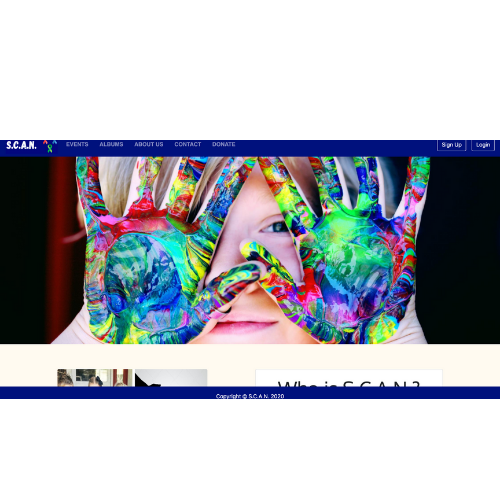 S.C.A.N. EVENTS ALBUMS ABOUT US CONTACT DONATE Sign Up Login
Who is S.C.A.N.?
Copyright © S.C.A.N. 2020